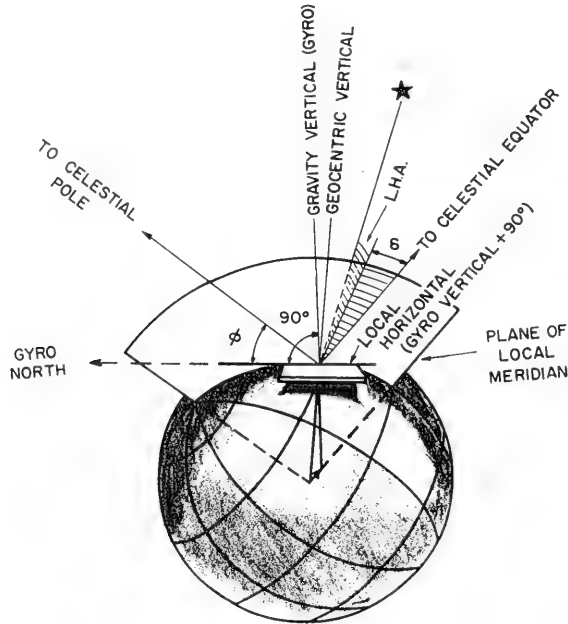 GRAVITY VERTICAL (GYRO)
GEOCENTRIC VERTICAL
TO CELESTIAL
POLE
L.H.A.
TO CELESTIAL EQUATOR
δ
LOCAL
HORIZONTAL
(GYRO VERTICAL + 90°)
90°
ϕ
GYRO
NORTH
PLANE OF
LOCAL
MERIDIAN